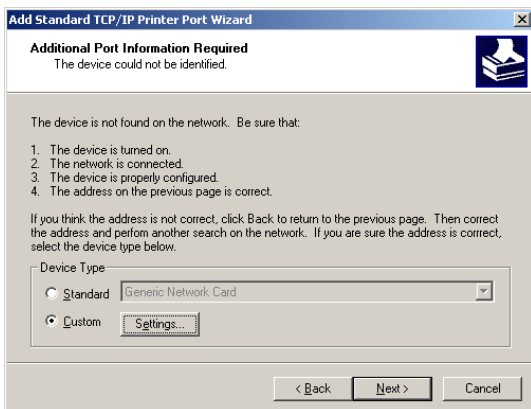 Add Standard TCP/IP Printer Port Wizard
Additional Port Information Required
The device could not be identified.
The device is not found on the network. Be sure that:
1. The device is turned on.
2. The network is connected.
3. The device is properly configured.
4. The address on the previous page is correct.
If you think the address is not correct, click Back to return to the previous page. Then correct
the address and perfom another search on the network. If you are sure the address is correct,
select the device type below.
Device Type
Standard Generic Network Card
Custom Settings...
< Back Next > Cancel